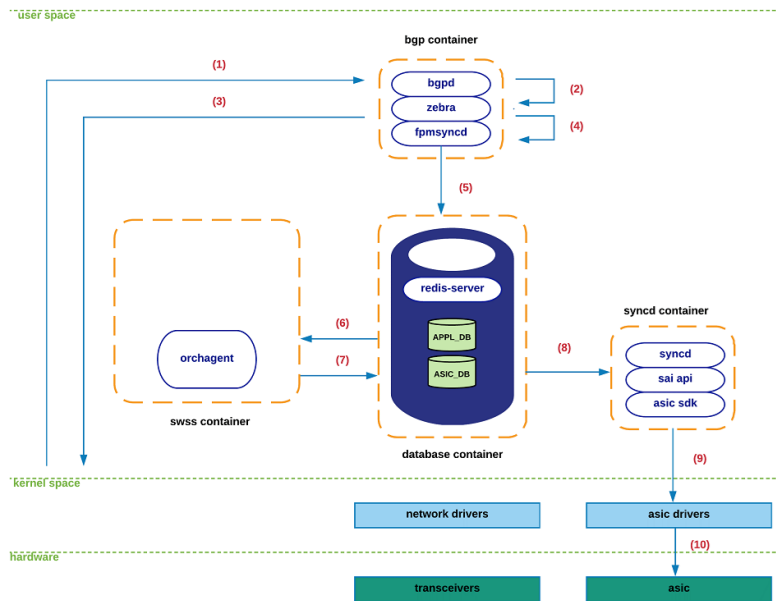 user space
bgp container
(1)
bgpd
(2)
(3)
zebra
(4)
fpmsyncd
(5)
redis-server
syncd container
(6)
APPL_DB
(8)
syncd
orchagent
(7)
ASIC_DB
sai api
asic sdk
swss container
database container
(9)
kernel space
network drivers
asic drivers
(10)
hardware
transceivers
asic